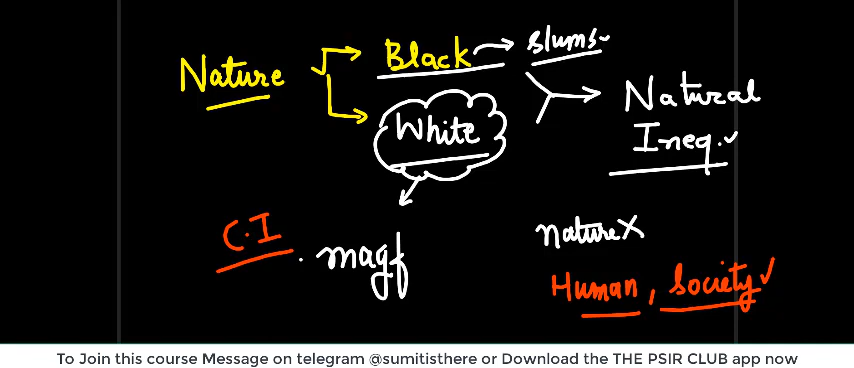 Nature
Black
Slums
White
Natural
Ineq.
C.I
magf
nature X
Human, Society
To Join this course Message on telegram @sumitisthere or Download the THE PSIR CLUB app now